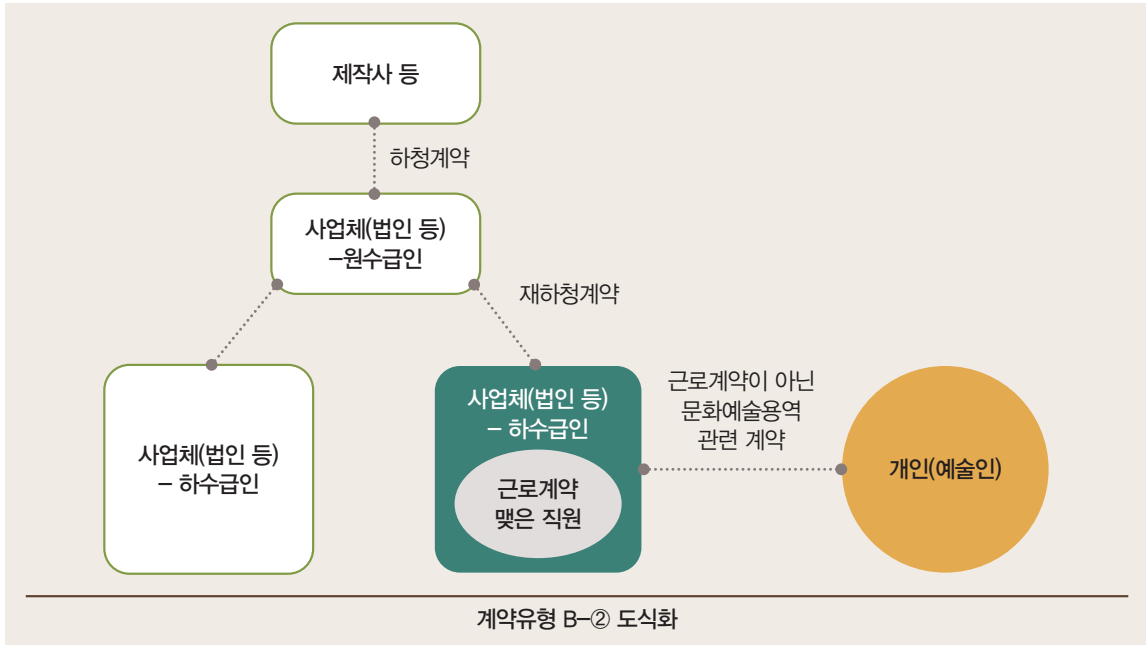 제작사 등
하청계약
사업체(법인 등)
–원수급인
재하청계약
사업체(법인 등)
– 하수급인
사업체(법인 등)
– 하수급인
근로계약
맺은 직원
근로계약이 아닌
문화예술용역
관련 계약
개인(예술인)
계약유형 B–② 도식화